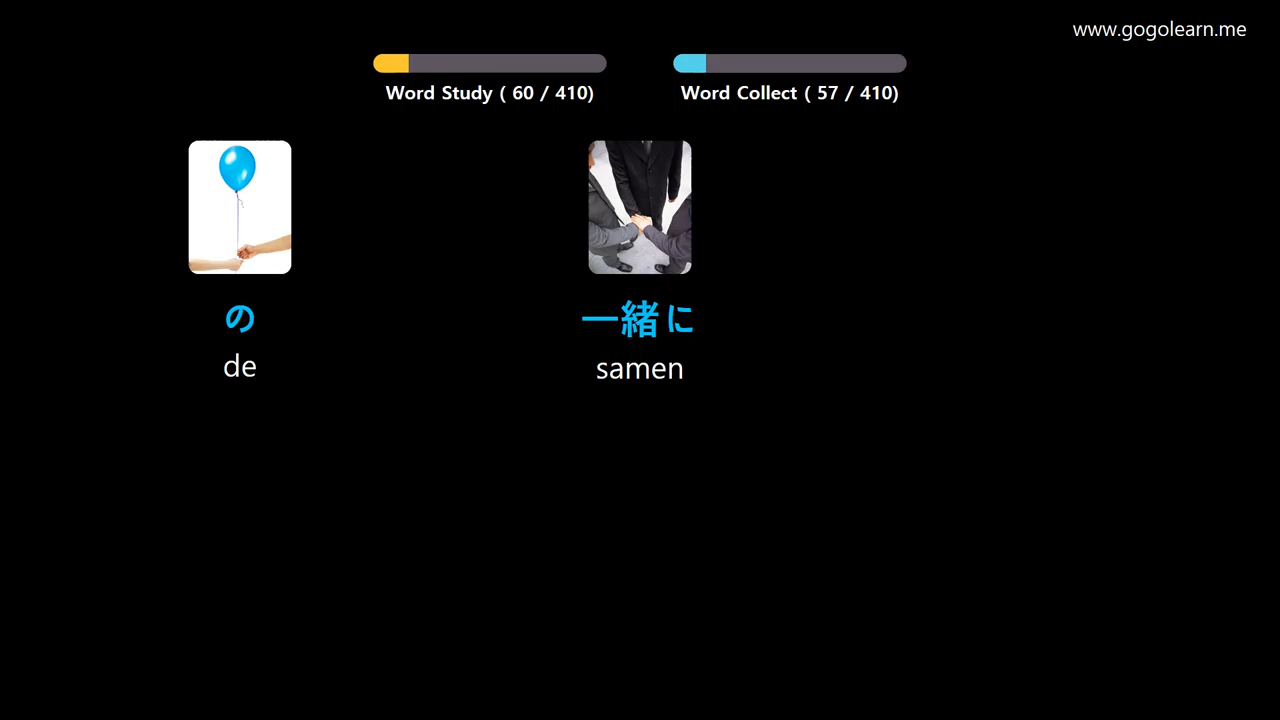 www.gogolearn.me
Word Study ( 60 / 410)
Word Collect ( 57 / 410)
の
一緒に
de
samen